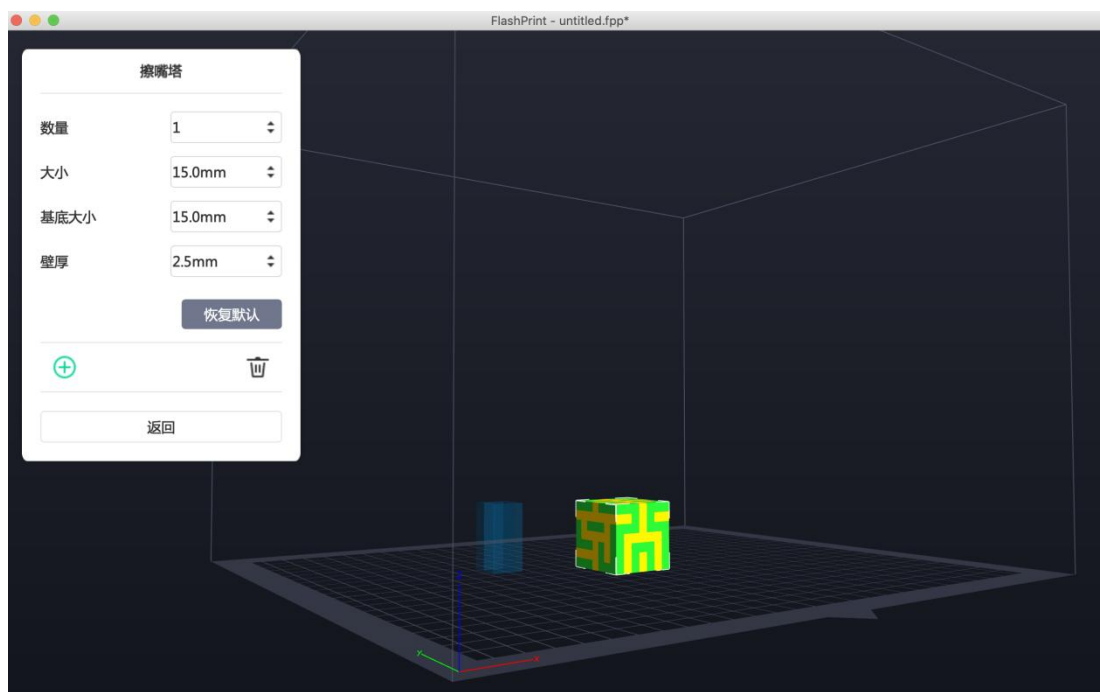 FlashPrint - untitled.fpp*
擦嘴塔
数量 1
大小 15.0mm
基底大小 15.0mm
壁厚 2.5mm
恢复默认
返回
Y
X